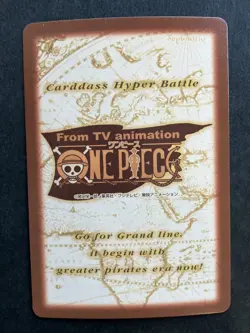 Carddass Hyper Battle
From TV animation
ワンピース
ONE PIECE
Go for Grand line,
it begin with
greater pirates era now!